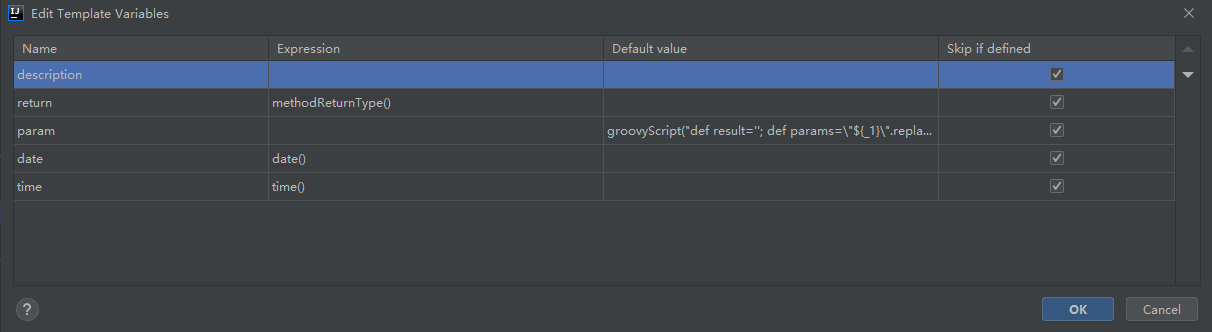 IJ Edit Template Variables
Name Expression Default value Skip if defined
description
return methodReturnType()
param groovyScript("def result=''; def params=\"${_1}\".repla...
date date()
time time()
? OK Cancel